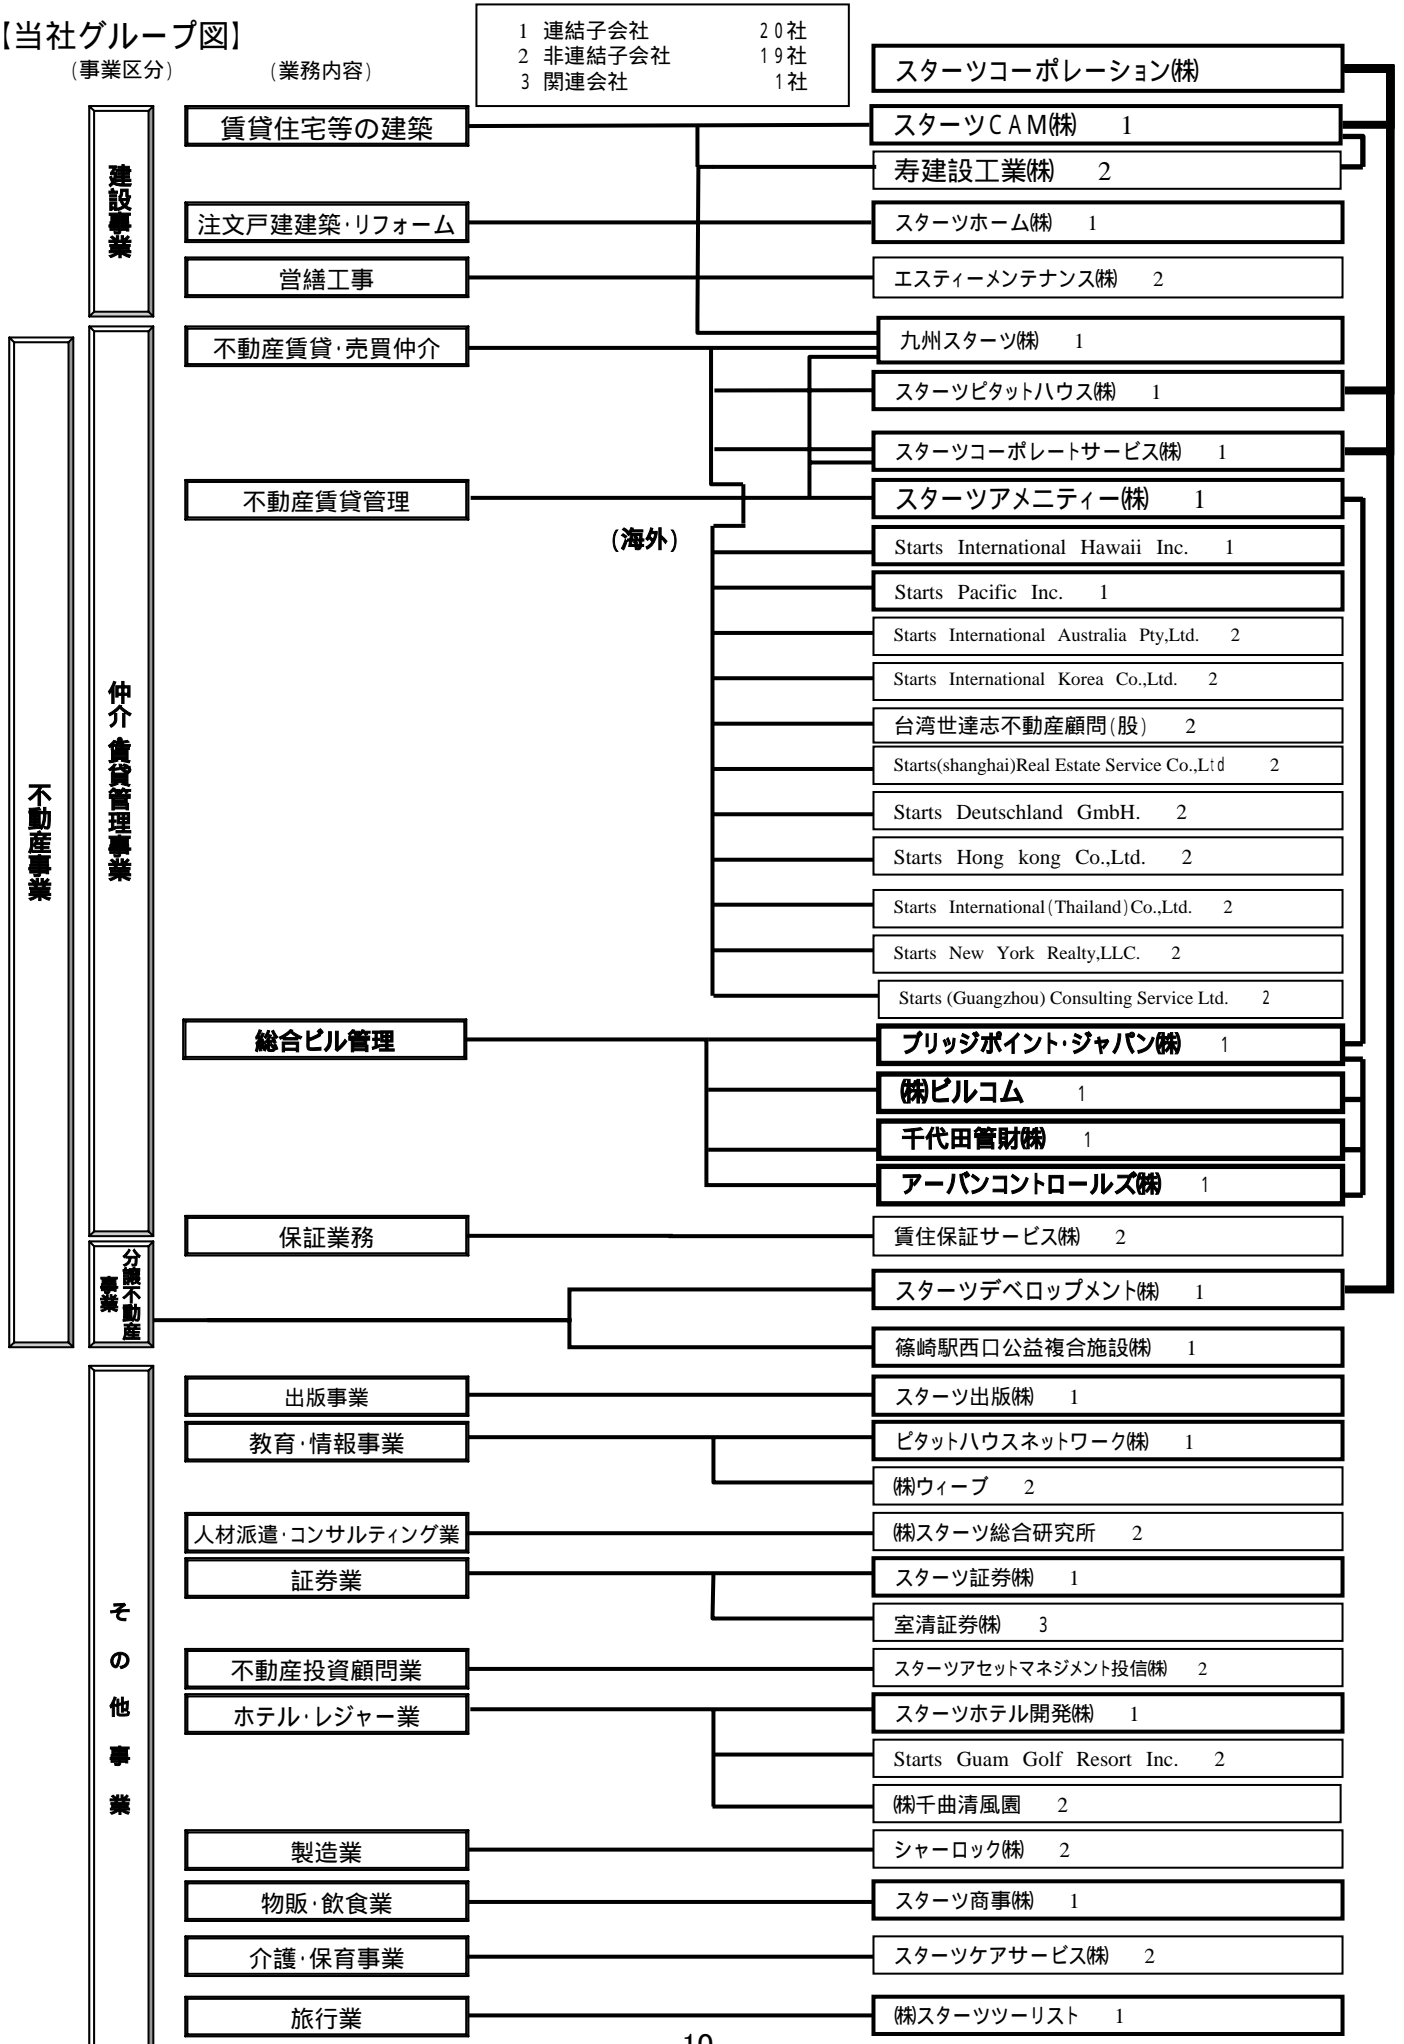 【当社グループ図】
(事業区分)
(業務内容)
1 連結子会社 20社
2 非連結子会社 19社
3 関連会社 1社
スターツコーポレーション㈱
建設事業
賃貸住宅等の建築
スターツCAM㈱ 1
寿建設工業㈱ 2
注文戸建建築・リフォーム
スターツホーム㈱ 1
営繕工事
エスティーメンテナンス㈱ 2
不動産事業
仲介・賃貸管理事業
不動産賃貸・売買仲介
九州スターツ㈱ 1
スターツピタットハウス㈱ 1
スターツコーポレートサービス㈱ 1
不動産賃貸管理
スターツアメニティー㈱ 1
(海外)
Starts International Hawaii Inc. 1
Starts Pacific Inc. 1
Starts International Australia Pty,Ltd. 2
Starts International Korea Co.,Ltd. 2
台湾世達志不動産顧問(股) 2
Starts(shanghai)Real Estate Service Co.,Ltd 2
Starts Deutschland GmbH. 2
Starts Hong kong Co.,Ltd. 2
Starts International(Thailand)Co.,Ltd. 2
Starts New York Realty,LLC. 2
Starts (Guangzhou) Consulting Service Ltd. 2
総合ビル管理
ブリッジポイント・ジャパン㈱ 1
㈱ビルコム 1
千代田管財㈱ 1
アーバンコントロールズ㈱ 1
保証業務
賃住保証サービス㈱ 2
分譲不動産
事業
スターツデベロップメント㈱ 1
篠崎駅西口公益複合施設㈱ 1
その他事業
出版事業
スターツ出版㈱ 1
教育・情報事業
ピタットハウスネットワーク㈱ 1
㈱ウィーブ 2
人材派遣・コンサルティング業
㈱スターツ総合研究所 2
証券業
スターツ証券㈱ 1
室清証券㈱ 3
不動産投資顧問業
スターツアセットマネジメント投信㈱ 2
ホテル・レジャー業
スターツホテル開発㈱ 1
Starts Guam Golf Resort Inc. 2
㈱千曲清風園 2
製造業
シャーロック㈱ 2
物販・飲食業
スターツ商事㈱ 1
介護・保育事業
スターツケアサービス㈱ 2
旅行業
㈱スターツツーリスト 1
10